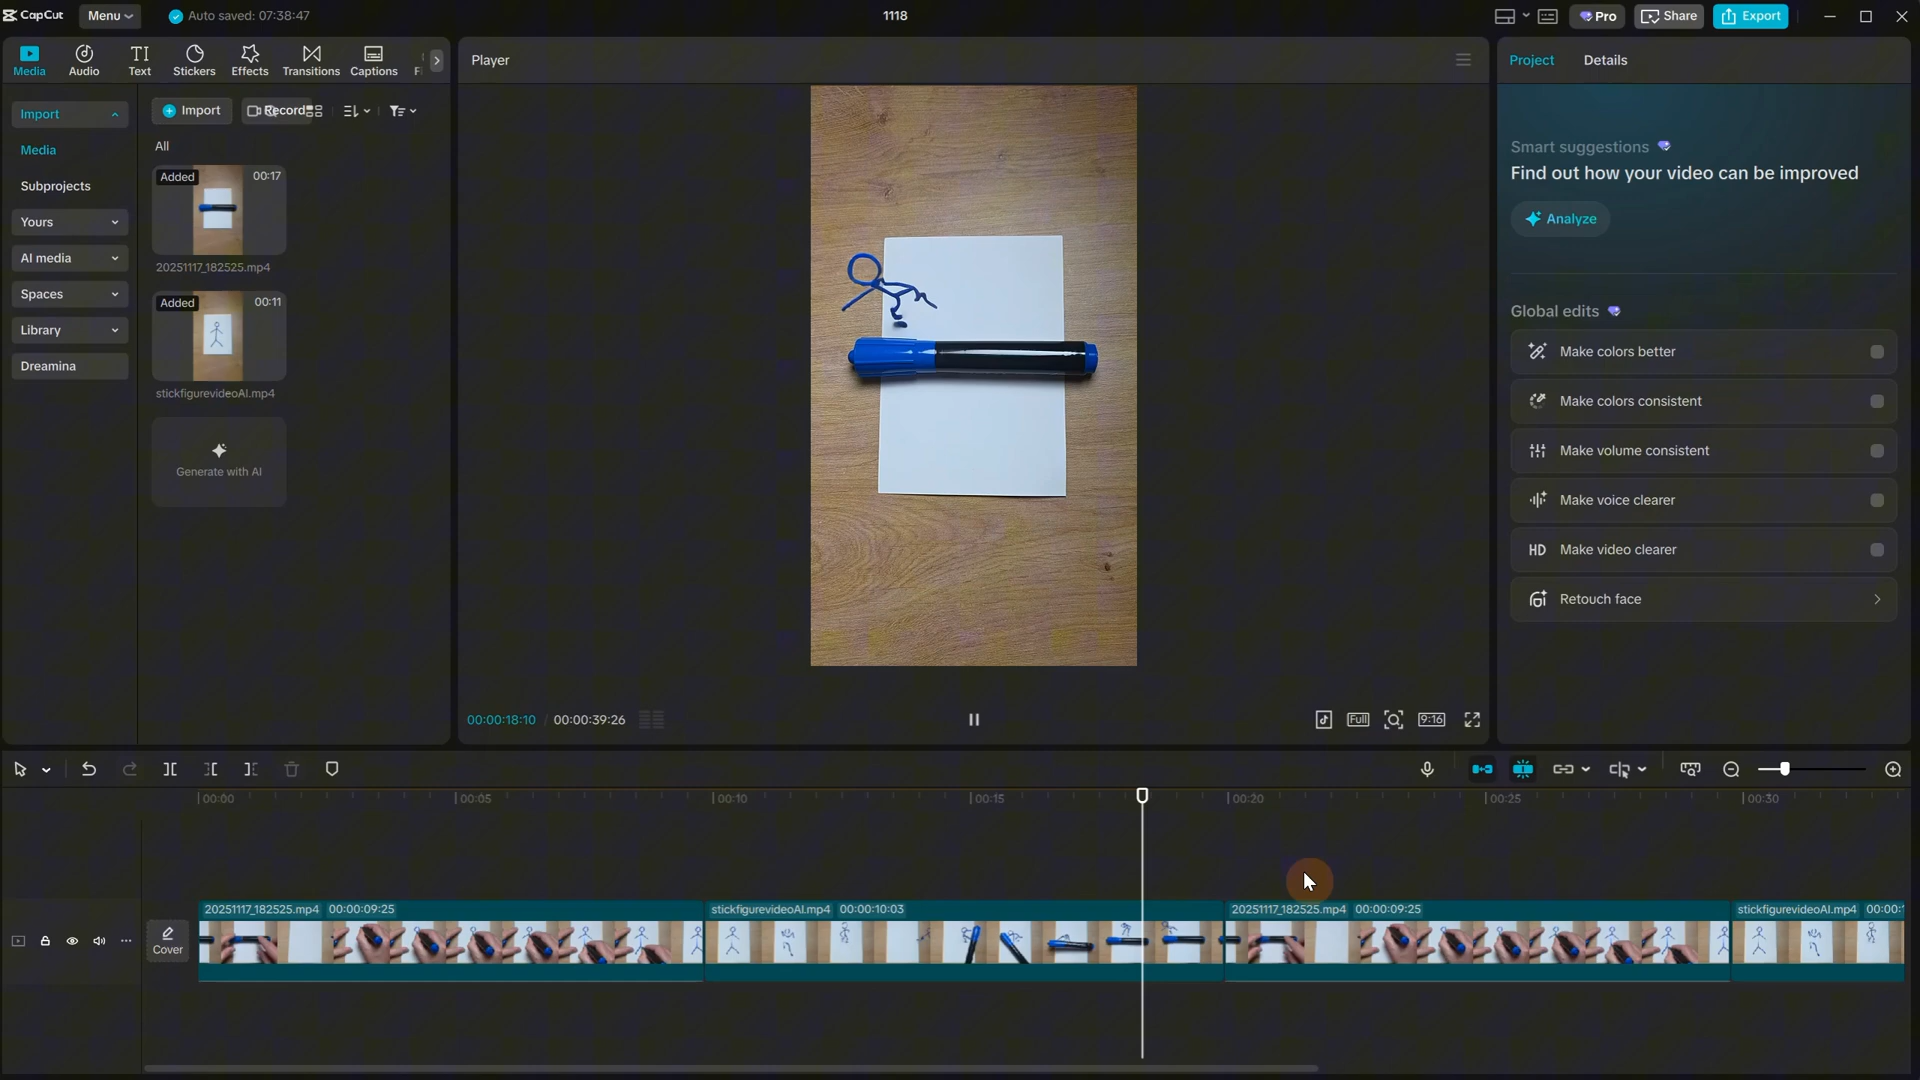 CapCut
Menu
Auto saved: 07:38:47
1118
Pro
Share
Export
Media
Audio
Text
Stickers
Effects
Transitions
Captions
Import
Media
Subprojects
Yours
AI media
Spaces
Library
Dreamina
Import
Record
All
Added
00:17
20251117_182525.mp4
Added
00:11
stickfigurevideoAI.mp4
Generate with AI
Player
00:00:18:10 / 00:00:39:26
Full
9:16
Project
Details
Smart suggestions
Find out how your video can be improved
Analyze
Global edits
Make colors better
Make colors consistent
Make volume consistent
Make voice clearer
HD Make video clearer
Retouch face
00:00
00:05
00:10
00:15
00:20
00:25
00:30
Cover
20251117_182525.mp4 00:00:09:25
stickfigurevideoAI.mp4 00:00:10:03
20251117_182525.mp4 00:00:09:25
stickfigurevideoAI.mp4